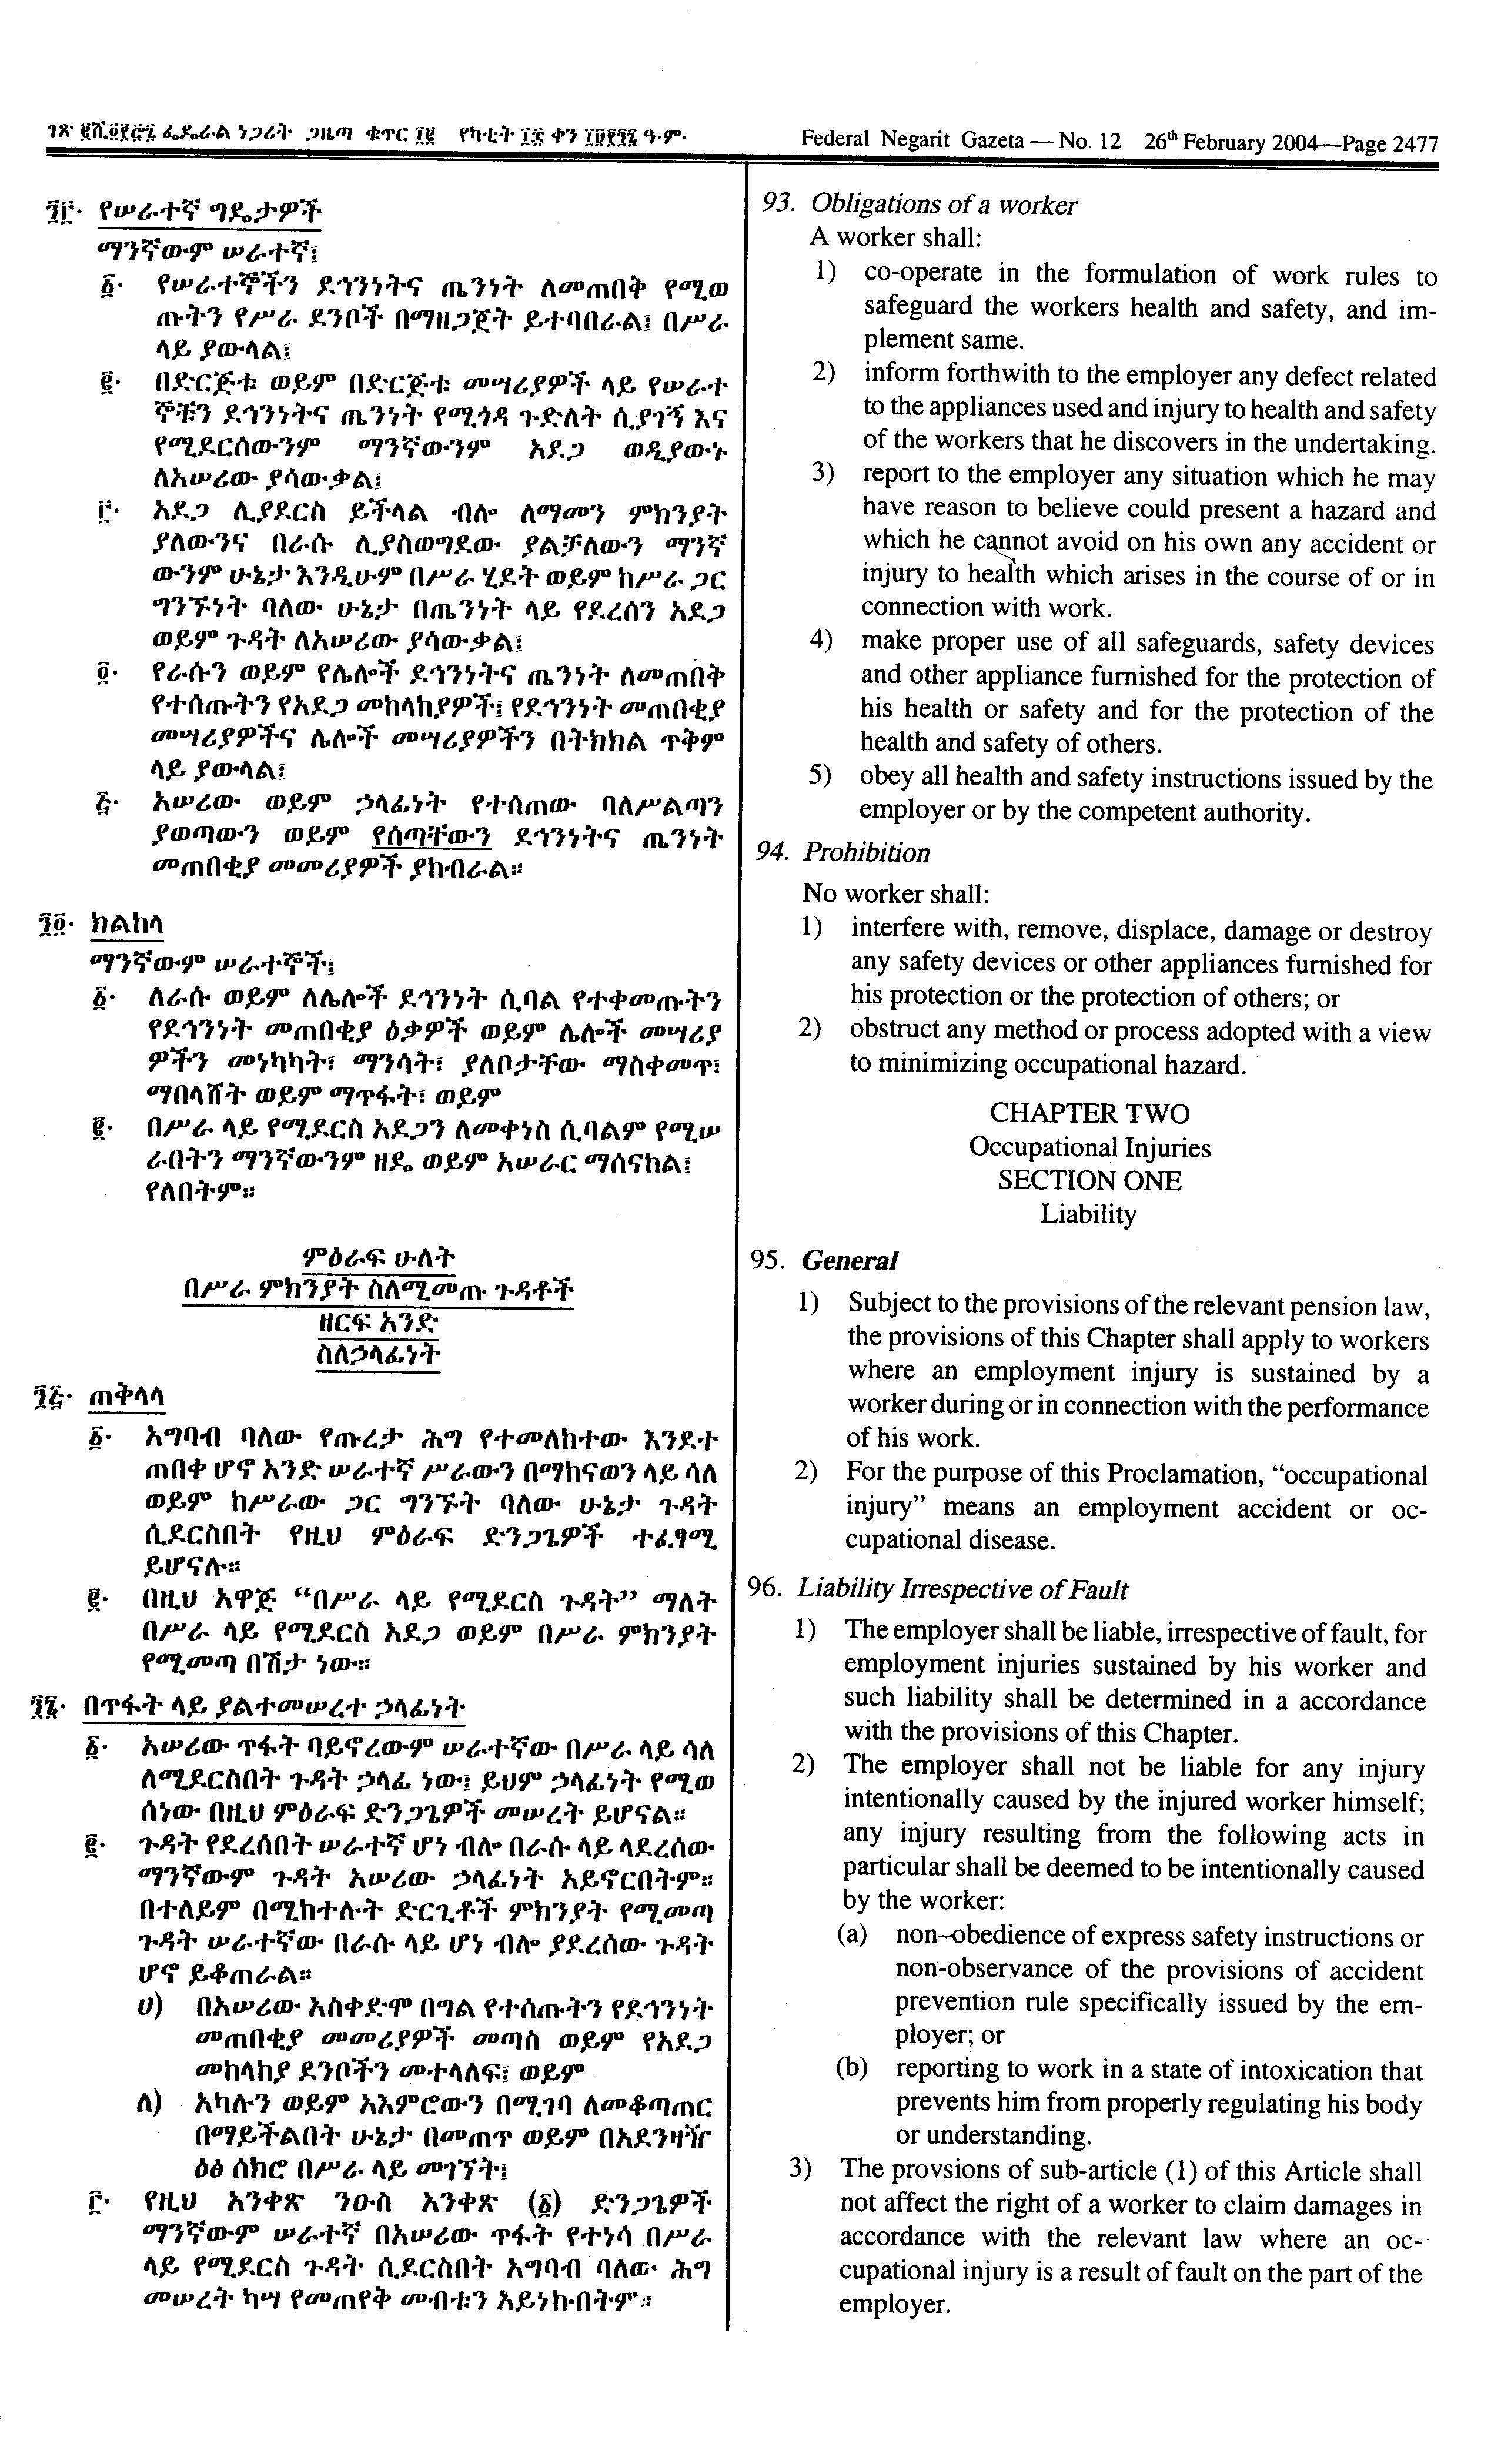 ገጽ ፪ሺ፬፻፸፯ ፌዴራል ነጋሪት ጋዜጣ ቁጥር ፲፪ የካቲት ፲፰ ቀን ፲፱፻፺፮ ዓ·ም·
፺፫· የሠራተኛ ግዴታዎች
ማንኛውም ሠራተኛ፤
፩· የሠራተኞችን ደኅንነትና ጤንነት ለመጠበቅ የሚወ
ጡትን የሥራ ደንቦች በማዘጋጀት ይተባበራል፤ በሥራ
ላይ ያውላል፤
፪· በድርጅቱ ወይም በድርጅቱ መሣሪያዎች ላይ የሠራተ
ኞቹን ደኅንነትና ጤንነት የሚጎዳ ጉድለት ሲያገኝ እና
የሚደርሰውንም ማንኛውንም አደጋ ወዲያውኑ
ለአሠሪው ያሳውቃል፤
፫· አደጋ ሊያደርስ ይችላል ብሎ ለማመን ምክንያት
ያለውንና በራሱ ሊያስወግደው ያልቻለውን ማንኛ
ውንም ሁኔታ እንዲሁም በሥራ ሂደት ወይም ከሥራ ጋር
ግንኙነት ባለው ሁኔታ በጤንነት ላይ የደረሰን አደጋ
ወይም ጉዳት ለአሠሪው ያሳውቃል፤
፬· የራሱን ወይም የሌሎች ደኅንነትና ጤንነት ለመጠበቅ
የተሰጡትን የአደጋ መከላከያዎች፤ የደኅንነት መጠበቂያ
መሣሪያዎችና ሌሎች መሣሪያዎችን በትክክል ጥቅም
ላይ ያውላል፤
፭· አሠሪው ወይም ኃላፊነት የተሰጠው ባለሥልጣን
ያወጣውን ወይም የሰጣቸውን ደኅንነትና ጤንነት
መጠበቂያ መመሪያዎች ያከብራል።
፺፬· ክልከላ
ማንኛውም ሠራተኞች፤
፩· ለራሱ ወይም ለሌሎች ደኅንነት ሲባል የተቀመጡትን
የደኅንነት መጠበቂያ ዕቃዎች ወይም ሌሎች መሣሪያ
ዎችን መነካካት፣ ማንሳት፣ ያለቦታቸው ማስቀመጥ፣
ማበላሸት ወይም ማጥፋት፣ ወይም
፪· በሥራ ላይ የሚደርስ አደጋን ለመቀነስ ሲባልም የሚሠ
ራበትን ማንኛውንም ዘዴ ወይም አሠራር ማሰናከል፤
የለበትም።
ምዕራፍ ሁለት
በሥራ ምክንያት ስለሚመጡ ጉዳቶች
ዘርፍ አንድ
ስለኃላፊነት
፺፭· ጠቅላላ
፩· አግባብ ባለው የጡረታ ሕግ የተመለከተው እንደተ
ጠበቀ ሆኖ አንድ ሠራተኛ ሥራውን በማከናወን ላይ ሳለ
ወይም ከሥራው ጋር ግንኙት ባለው ሁኔታ ጉዳት
ሲደርስበት የዚህ ምዕራፍ ድንጋጌዎች ተፈፃሚ
ይሆናሉ።
፪· በዚህ አዋጅ “በሥራ ላይ የሚደርስ ጉዳት” ማለት
በሥራ ላይ የሚደርስ አደጋ ወይም በሥራ ምክንያት
የሚመጣ በሽታ ነው።
፺፮· በጥፋት ላይ ያልተመሠረተ ኃላፊነት
፩· አሠሪው ጥፋት ባይኖረውም ሠራተኛው በሥራ ላይ ሳለ
ለሚደርስበት ጉዳት ኃላፊ ነው፤ ይህም ኃላፊነት የሚወ
ሰነው በዚህ ምዕራፍ ድንጋጌዎች መሠረት ይሆናል።
፪· ጉዳት የደረሰበት ሠራተኛ ሆነ ብሎ በራሱ ላይ ላደረሰው
ማንኛውም ጉዳት አሠሪው ኃላፊነት አይኖርበትም።
በተለይም በሚከተሉት ድርጊቶች ምክንያት የሚመጣ
ጉዳት ሠራተኛው በራሱ ላይ ሆነ ብሎ ያደረሰው ጉዳት
ሆኖ ይቆጠራል።
ሀ) በአሠሪው አስቀድሞ በግል የተሰጡትን የደኅንነት
መጠበቂያ መመሪያዎች መጣስ ወይም የአደጋ
መከላከያ ደንቦችን መተላለፍ፤ ወይም
ለ) አካሉን ወይም አእምሮውን በሚገባ ለመቆጣጠር
በማይችልበት ሁኔታ በመጠጥ ወይም በአደንዛዥ
ዕፅ ሰክሮ በሥራ ላይ መገኘት፤
፫· የዚህ አንቀጽ ንዑስ አንቀጽ (፩) ድንጋጌዎች
ማንኛውም ሠራተኛ በአሠሪው ጥፋት የተነሳ በሥራ
ላይ የሚደርስ ጉዳት ሲደርስበት አግባብ ባለው ሕግ
መሠረት ካሣ የመጠየቅ መብቱን አይነኩበትም።
Federal Negarit Gazeta — No. 12 26th February 2004—Page 2477
93. Obligations of a worker
A worker shall:
1) co-operate in the formulation of work rules to
safeguard the workers health and safety, and im-
plement same.
2) inform forthwith to the employer any defect related
to the appliances used and injury to health and safety
of the workers that he discovers in the undertaking.
3) report to the employer any situation which he may
have reason to believe could present a hazard and
which he cannot avoid on his own any accident or
injury to health which arises in the course of or in
connection with work.
4) make proper use of all safeguards, safety devices
and other appliance furnished for the protection of
his health or safety and for the protection of the
health and safety of others.
5) obey all health and safety instructions issued by the
employer or by the competent authority.
94. Prohibition
No worker shall:
1) interfere with, remove, displace, damage or destroy
any safety devices or other appliances furnished for
his protection or the protection of others; or
2) obstruct any method or process adopted with a view
to minimizing occupational hazard.
CHAPTER TWO
Occupational Injuries
SECTION ONE
Liability
95. General
1) Subject to the provisions of the relevant pension law,
the provisions of this Chapter shall apply to workers
where an employment injury is sustained by a
worker during or in connection with the performance
of his work.
2) For the purpose of this Proclamation, “occupational
injury” means an employment accident or oc-
cupational disease.
96. Liability Irrespective of Fault
1) The employer shall be liable, irrespective of fault, for
employment injuries sustained by his worker and
such liability shall be determined in a accordance
with the provisions of this Chapter.
2) The employer shall not be liable for any injury
intentionally caused by the injured worker himself;
any injury resulting from the following acts in
particular shall be deemed to be intentionally caused
by the worker:
(a) non-obedience of express safety instructions or
non-observance of the provisions of accident
prevention rule specifically issued by the em-
ployer; or
(b) reporting to work in a state of intoxication that
prevents him from properly regulating his body
or understanding.
3) The provsions of sub-article (1) of this Article shall
not affect the right of a worker to claim damages in
accordance with the relevant law where an oc-
cupational injury is a result of fault on the part of the
employer.